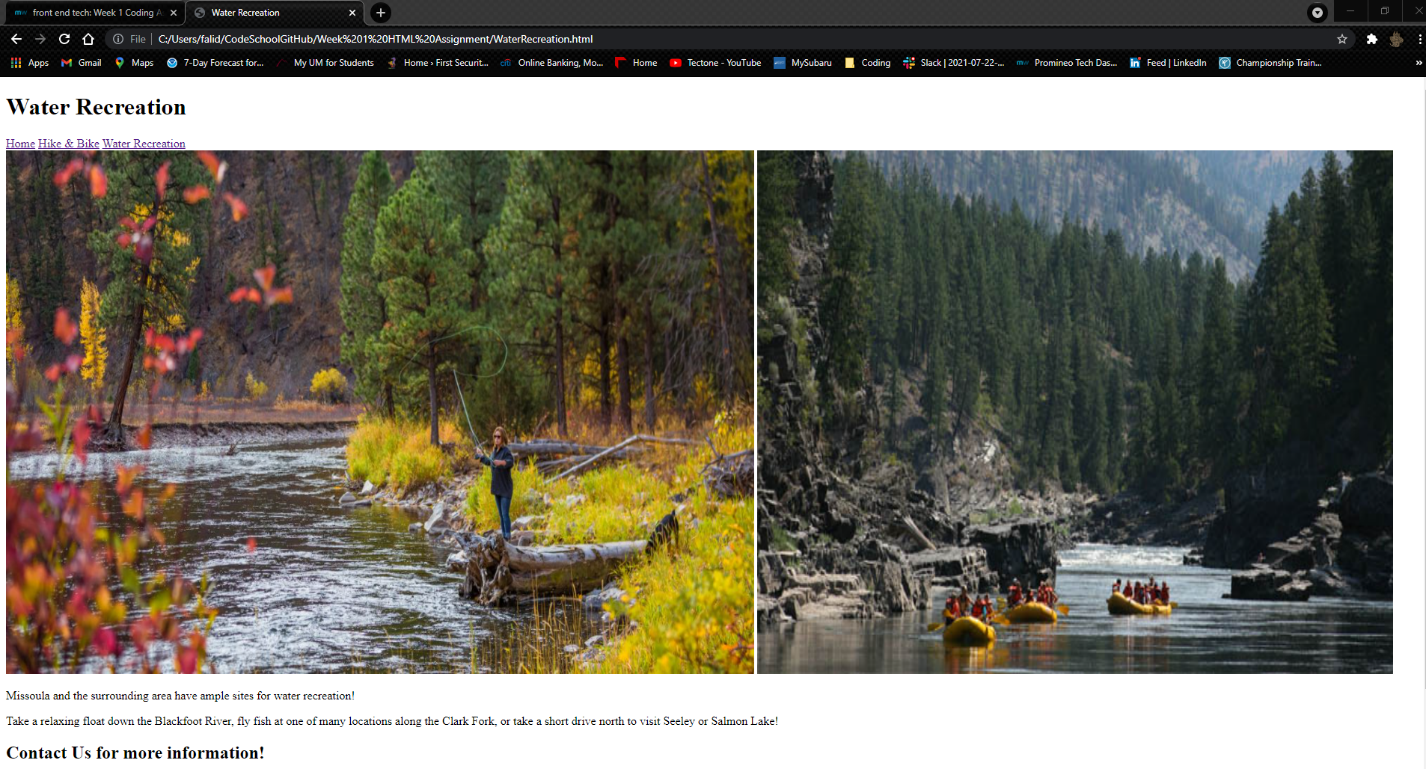 front end tech: Week 1 Coding A
Water Recreation
File | C:/Users/falid/CodeSchoolGitHub/Week%201%20HTML%20Assignment/WaterRecreation.html
Apps Gmail Maps 7-Day Forecast for... My UM for Students Home › First Securit... citi Online Banking, Mo... Home Tectone - YouTube MySubaru Coding Slack | 2021-07-22-... Promineo Tech Das... Feed | LinkedIn Championship Train... »
Water Recreation
Home Hike & Bike Water Recreation
Missoula and the surrounding area have ample sites for water recreation!
Take a relaxing float down the Blackfoot River, fly fish at one of many locations along the Clark Fork, or take a short drive north to visit Seeley or Salmon Lake!
Contact Us for more information!